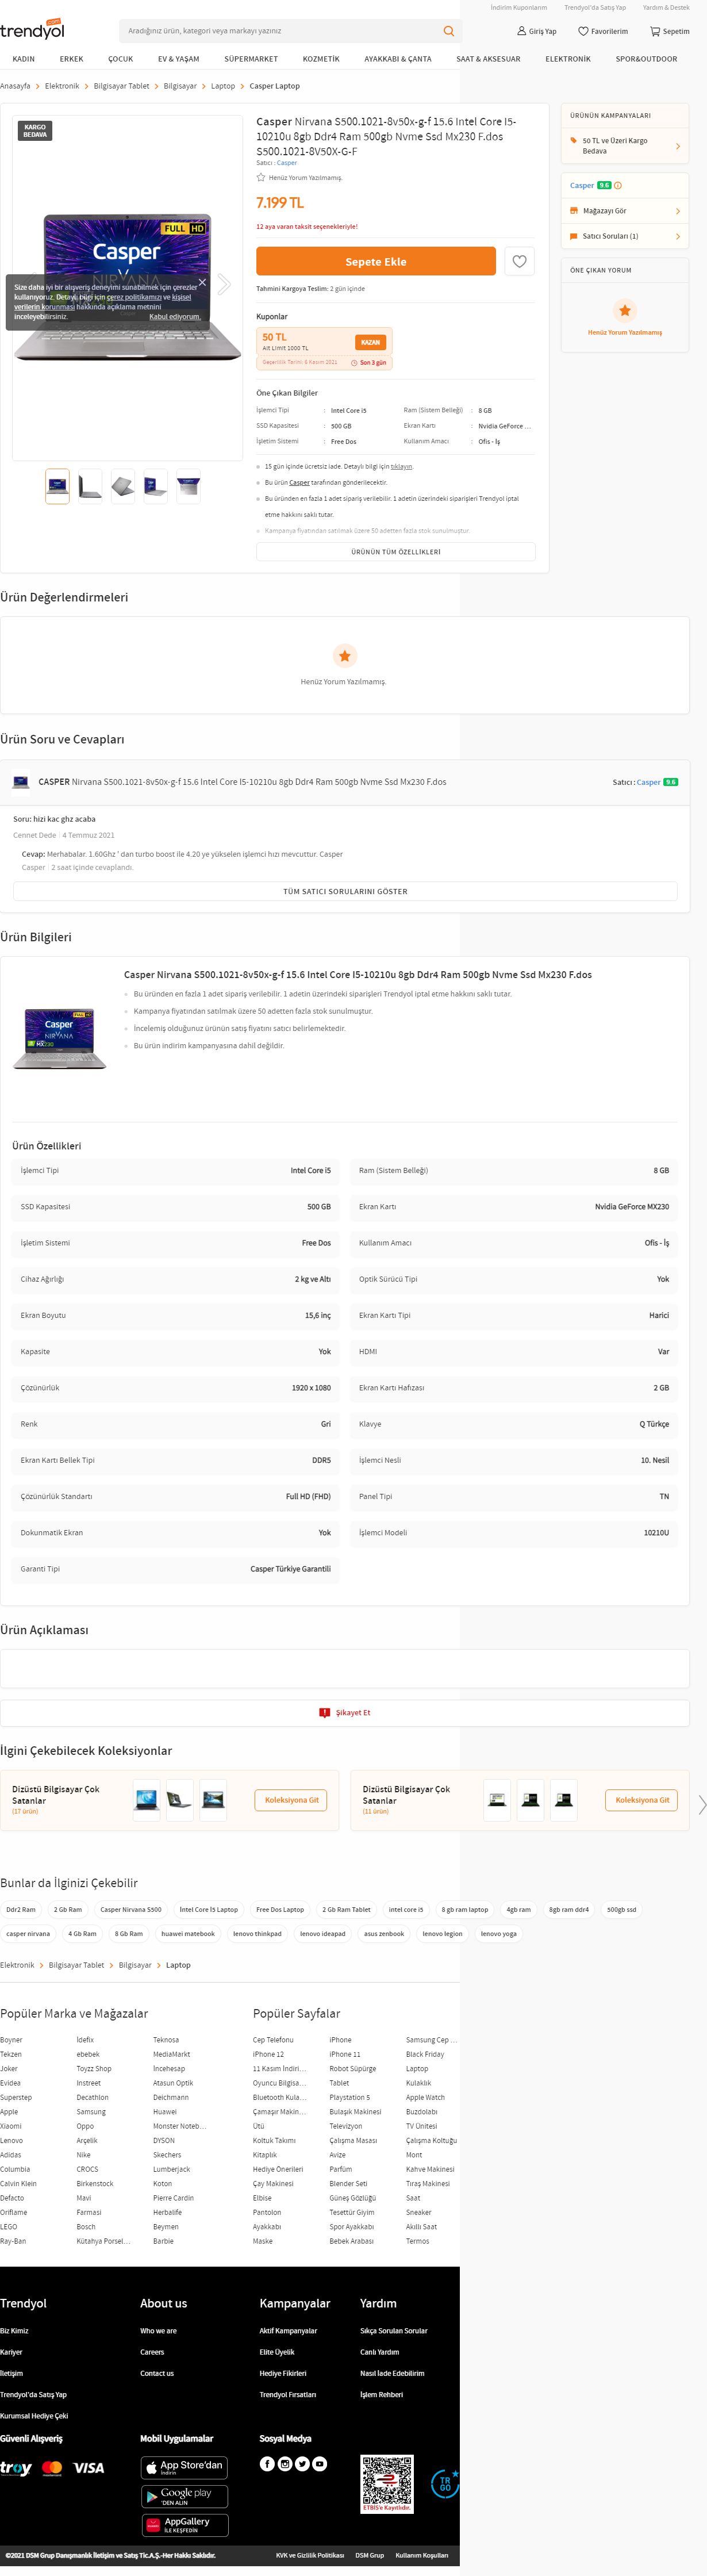 İndirim Kuponlarım
Trendyol'da Satış Yap
Yardım & Destek
trendyol
Aradığınız ürün, kategori veya markayı yazınız
Giriş Yap
Favorilerim
Sepetim
KADIN ERKEK ÇOCUK EV & YAŞAM SÜPERMARKET KOZMETİK AYAKKABI & ÇANTA SAAT & AKSESUAR ELEKTRONİK SPOR&OUTDOOR
Anasayfa > Elektronik > Bilgisayar Tablet > Bilgisayar > Laptop > Casper Laptop
KARGO
BEDAVA
FULL HD
Casper
Size daha iyi bir alışveriş deneyimi sunabilmek için çerezler
kullanıyoruz. Detaylı bilgi için çerez politikamızı ve kişisel
verilerin korunması hakkında açıklama metnini
inceleyebilirsiniz.
Kabul ediyorum.
Casper Nirvana S500.1021-8v50x-g-f 15.6 Intel Core I5-
10210u 8gb Ddr4 Ram 500gb Nvme Ssd Mx230 F.dos
S500.1021-8V50X-G-F
Satıcı : Casper
Henüz Yorum Yazılmamış.
7.199 TL
12 aya varan taksit seçenekleriyle!
Sepete Ekle
Tahmini Kargoya Teslim: 2 gün içinde
Kuponlar
50 TL
Alt Limit 1000 TL
KAZAN
Geçerlilik Tarihi: 6 Kasım 2021
Son 3 gün
Öne Çıkan Bilgiler
İşlemci Tipi : Intel Core i5
Ram (Sistem Belleği) : 8 GB
SSD Kapasitesi : 500 GB
Ekran Kartı : Nvidia GeForce ...
İşletim Sistemi : Free Dos
Kullanım Amacı : Ofis - İş
15 gün içinde ücretsiz iade. Detaylı bilgi için tıklayın.
Bu ürün Casper tarafından gönderilecektir.
Bu üründen en fazla 1 adet sipariş verilebilir. 1 adetin üzerindeki siparişleri Trendyol iptal
etme hakkını saklı tutar.
Kampanya fiyatından satılmak üzere 50 adetten fazla stok sunulmuştur.
ÜRÜNÜN TÜM ÖZELLİKLERİ
ÜRÜNÜN KAMPANYALARI
50 TL ve Üzeri Kargo
Bedava
Casper 9.6
Mağazayı Gör
Satıcı Soruları (1)
ÖNE ÇIKAN YORUM
Henüz Yorum Yazılmamış
Ürün Değerlendirmeleri
Henüz Yorum Yazılmamış.
Ürün Soru ve Cevapları
CASPER Nirvana S500.1021-8v50x-g-f 15.6 Intel Core I5-10210u 8gb Ddr4 Ram 500gb Nvme Ssd Mx230 F.dos
Satıcı : Casper 9.6
Soru: hizi kac ghz acaba
Cennet Dede | 4 Temmuz 2021
Cevap: Merhabalar. 1.60Ghz ' dan turbo boost ile 4.20 ye yükselen işlemci hızı mevcuttur. Casper
Casper | 2 saat içinde cevaplandı.
TÜM SATICI SORULARINI GÖSTER
Ürün Bilgileri
FULL HD
Casper
NIRVANA
MX230
Casper Nirvana S500.1021-8v50x-g-f 15.6 Intel Core I5-10210u 8gb Ddr4 Ram 500gb Nvme Ssd Mx230 F.dos
Bu üründen en fazla 1 adet sipariş verilebilir. 1 adetin üzerindeki siparişleri Trendyol iptal etme hakkını saklı tutar.
Kampanya fiyatından satılmak üzere 50 adetten fazla stok sunulmuştur.
İncelemiş olduğunuz ürünün satış fiyatını satıcı belirlemektedir.
Bu ürün indirim kampanyasına dahil değildir.
Ürün Özellikleri
İşlemci Tipi Intel Core i5
Ram (Sistem Belleği) 8 GB
SSD Kapasitesi 500 GB
Ekran Kartı Nvidia GeForce MX230
İşletim Sistemi Free Dos
Kullanım Amacı Ofis - İş
Cihaz Ağırlığı 2 kg ve Altı
Optik Sürücü Tipi Yok
Ekran Boyutu 15,6 inç
Ekran Kartı Tipi Harici
Kapasite Yok
HDMI Var
Çözünürlük 1920 x 1080
Ekran Kartı Hafızası 2 GB
Renk Gri
Klavye Q Türkçe
Ekran Kartı Bellek Tipi DDR5
İşlemci Nesli 10. Nesil
Çözünürlük Standartı Full HD (FHD)
Panel Tipi TN
Dokunmatik Ekran Yok
İşlemci Modeli 10210U
Garanti Tipi Casper Türkiye Garantili
Ürün Açıklaması
Şikayet Et
İlgini Çekebilecek Koleksiyonlar
Dizüstü Bilgisayar Çok
Satanlar
(17 ürün)
Koleksiyona Git
Dizüstü Bilgisayar Çok
Satanlar
(11 ürün)
Koleksiyona Git
Bunlar da İlginizi Çekebilir
Ddr2 Ram 2 Gb Ram Casper Nirvana S500 İntel Core I5 Laptop Free Dos Laptop 2 Gb Ram Tablet intel core i5 8 gb ram laptop 4gb ram 8gb ram ddr4 500gb ssd
casper nirvana 4 Gb Ram 8 Gb Ram huawei matebook lenovo thinkpad lenovo ideapad asus zenbook lenovo legion lenovo yoga
Elektronik > Bilgisayar Tablet > Bilgisayar > Laptop
Popüler Marka ve Mağazalar
Boyner İdefix Teknosa
Tekzen ebebek MediaMarkt
Joker Toyzz Shop İncehesap
Evidea Instreet Atasun Optik
Superstep Decathlon Deichmann
Apple Samsung Huawei
Xiaomi Oppo Monster Noteb...
Lenovo Arçelik DYSON
Adidas Nike Skechers
Columbia CROCS Lumberjack
Calvin Klein Birkenstock Koton
Defacto Mavi Pierre Cardin
Oriflame Farmasi Herbalife
LEGO Bosch Beymen
Ray-Ban Kütahya Porsel... Barbie
Popüler Sayfalar
Cep Telefonu iPhone Samsung Cep ...
iPhone 12 iPhone 11 Black Friday
11 Kasım İndiri... Robot Süpürge Laptop
Oyuncu Bilgisa... Tablet Kulaklık
Bluetooth Kula... Playstation 5 Apple Watch
Çamaşır Makin... Bulaşık Makinesi Buzdolabı
Ütü Televizyon TV Ünitesi
Koltuk Takımı Çalışma Masası Çalışma Koltuğu
Kitaplık Avize Mont
Hediye Önerileri Parfüm Kahve Makinesi
Çay Makinesi Blender Seti Tıraş Makinesi
Elbise Güneş Gözlüğü Saat
Pantolon Tesettür Giyim Sneaker
Ayakkabı Spor Ayakkabı Akıllı Saat
Maske Bebek Arabası Termos
Trendyol
Biz Kimiz
Kariyer
İletişim
Trendyol'da Satış Yap
Kurumsal Hediye Çeki
About us
Who we are
Careers
Contact us
Kampanyalar
Aktif Kampanyalar
Elite Üyelik
Hediye Fikirleri
Trendyol Fırsatları
Yardım
Sıkça Sorulan Sorular
Canlı Yardım
Nasıl İade Edebilirim
İşlem Rehberi
Güvenli Alışveriş
troy mastercard VISA
Mobil Uygulamalar
App Store'dan
İndirin
Google play
'DEN ALIN
AppGallery
İLE KEŞFEDİN
Sosyal Medya
ETBİS'e Kayıtlıdır.
TR
GO
©2021 DSM Grup Danışmanlık İletişim ve Satış Tic.A.Ş.-Her Hakkı Saklıdır.
KVK ve Gizlilik Politikası
DSM Grup
Kullanım Koşulları